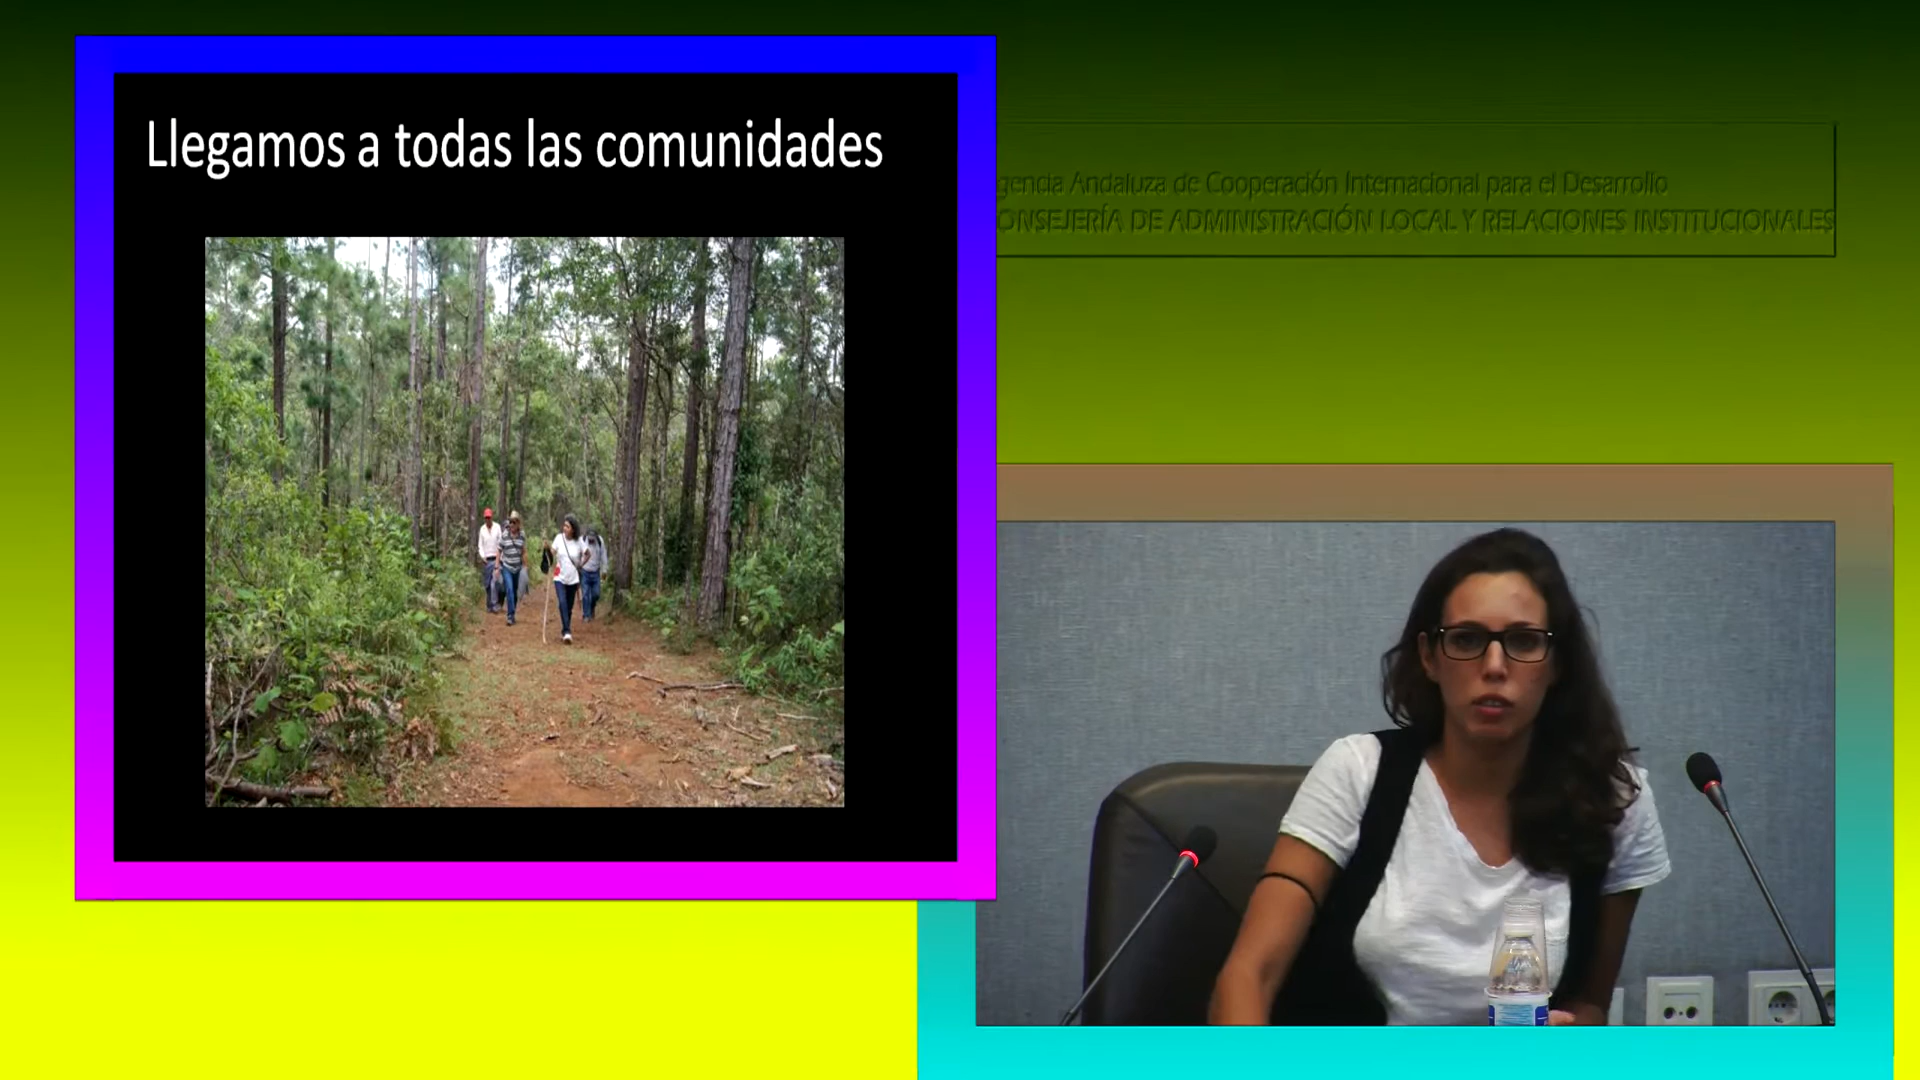 Llegamos a todas las comunidades
gencia Andaluza de Cooperación Internacional para el Desarrollo
ONSEJERÍA DE ADMINISTRACIÓN LOCAL Y RELACIONES INSTITUCIONALES